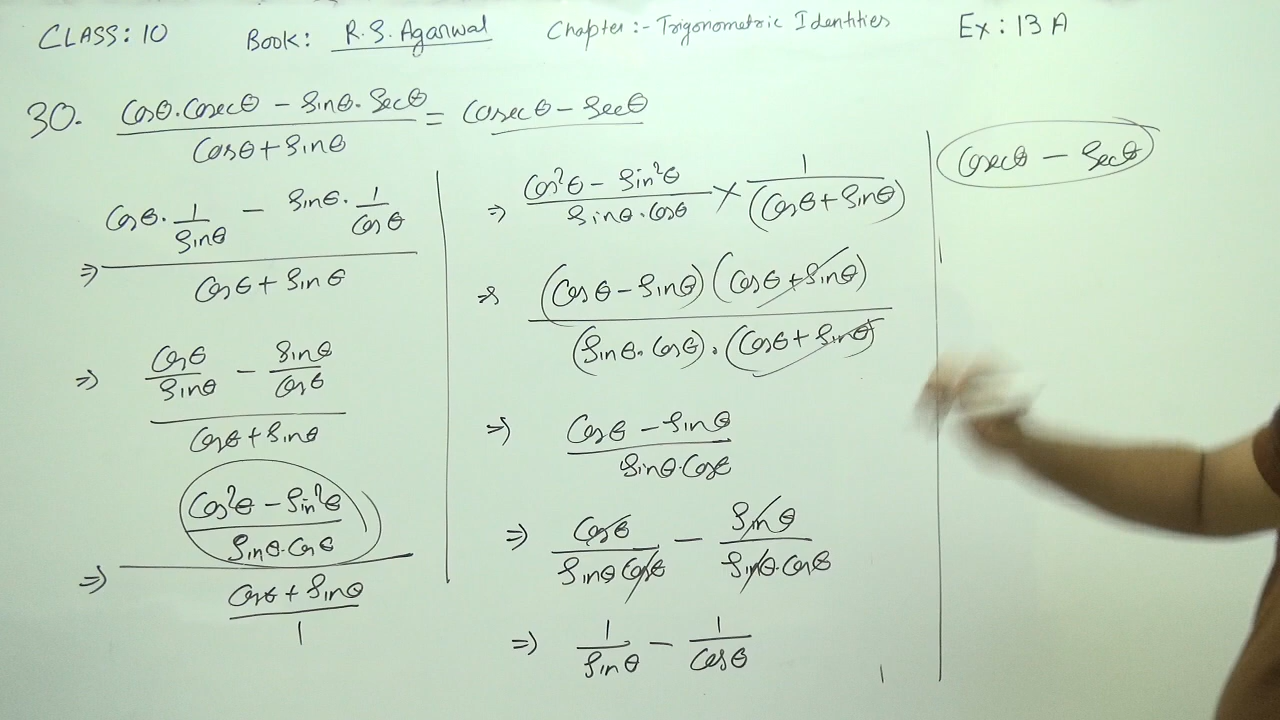 CLASS: 10 Book: R.S. Agarwal Chapter :- Trigonometric Identities Ex: 13 A
30. (Cosθ.Cosecθ − Sinθ.Secθ)/(Cosθ + Sinθ) = Cosecθ − Secθ
⇒ (Cosθ.1/Sinθ − Sinθ.1/Cosθ)/(Cosθ + Sinθ)
⇒ (Cosθ/Sinθ − Sinθ/Cosθ)/(Cosθ + Sinθ)
⇒ ((Cos²θ − Sin²θ)/(Sinθ.Cosθ))/((Cosθ + Sinθ)/1)
⇒ (Cos²θ − Sin²θ)/(Sinθ.Cosθ) × 1/(Cosθ + Sinθ)
⇒ (Cosθ − Sinθ)(Cosθ + Sinθ)/(Sinθ.Cosθ).(Cosθ + Sinθ)
⇒ (Cosθ − Sinθ)/(Sinθ.Cosθ)
⇒ Cosθ/(Sinθ Cosθ) − Sinθ/(Sinθ.Cosθ)
⇒ 1/Sinθ − 1/Cosθ
Cosecθ − Secθ